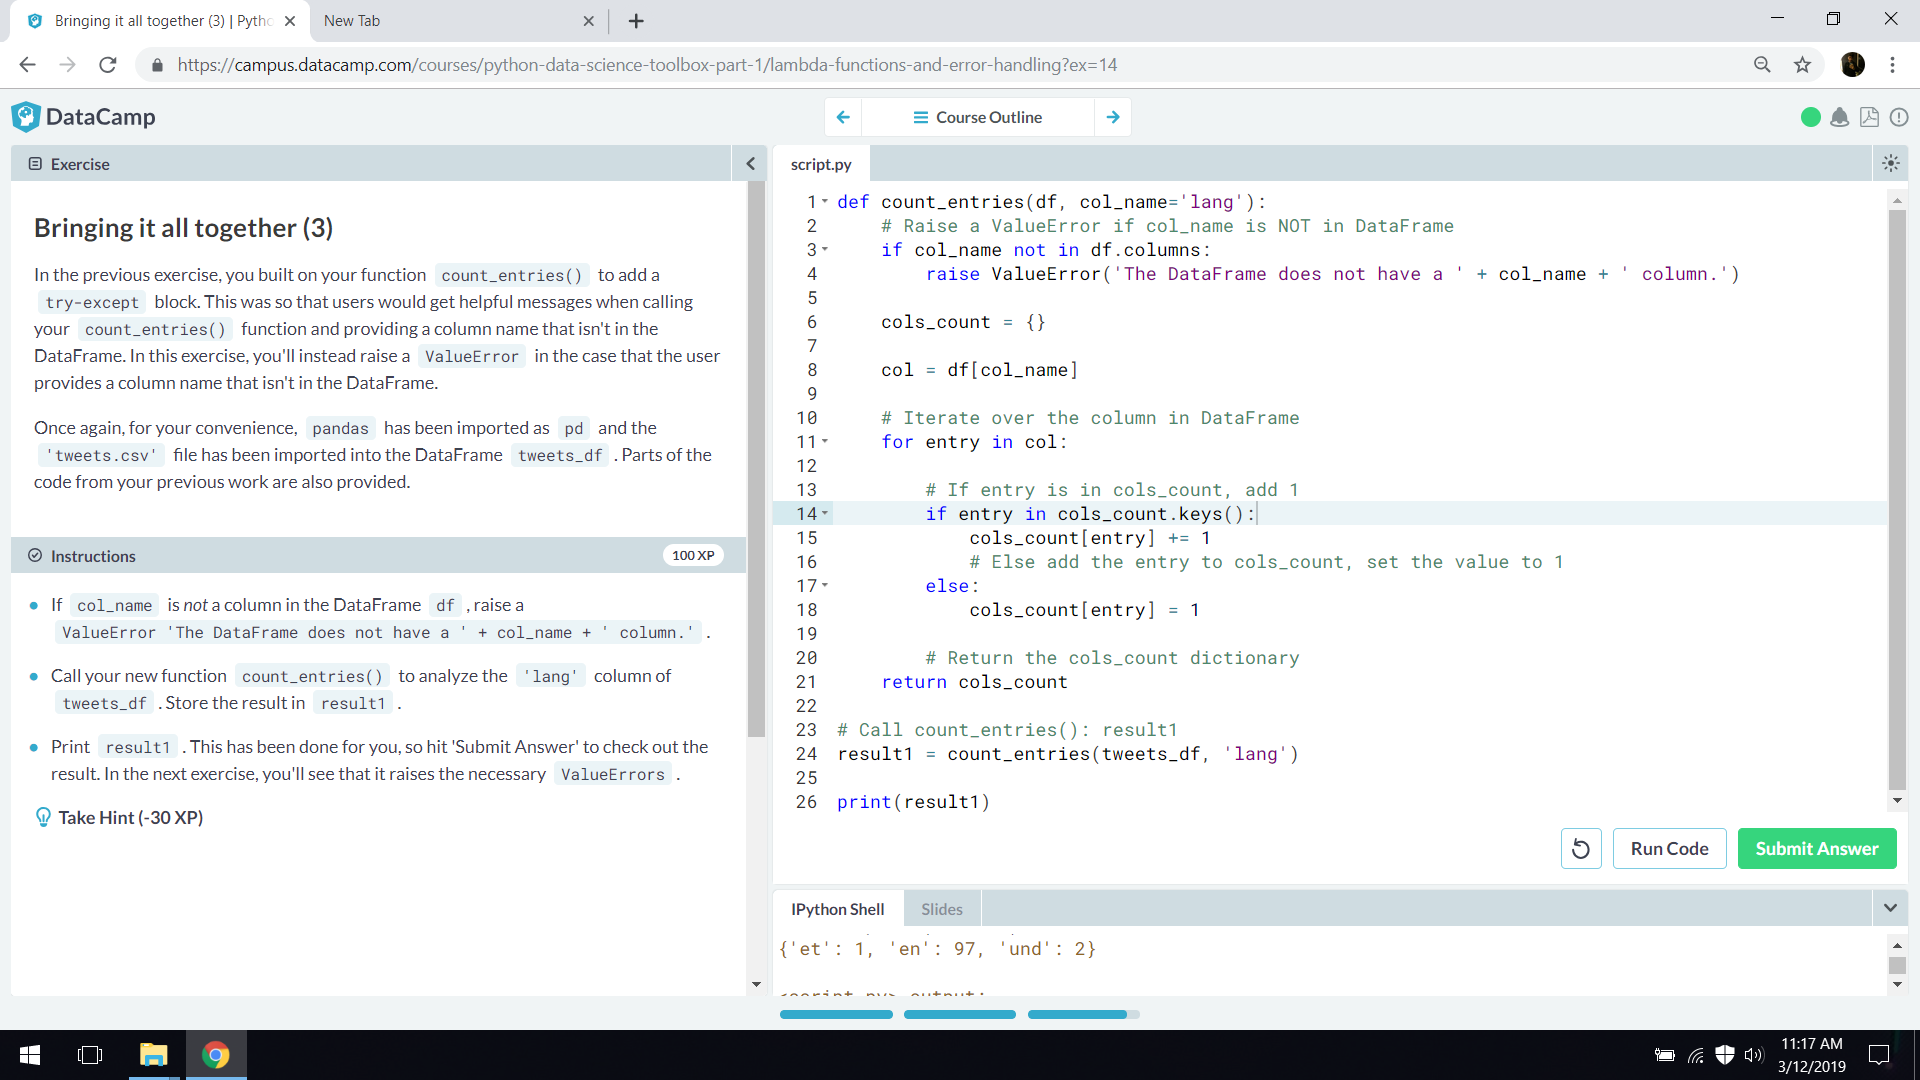 Bringing it all together (3) | Pytho
New Tab
https://campus.datacamp.com/courses/python-data-science-toolbox-part-1/lambda-functions-and-error-handling?ex=14
DataCamp
Course Outline
Exercise
Bringing it all together (3)
In the previous exercise, you built on your function count_entries() to add a
try-except block. This was so that users would get helpful messages when calling
your count_entries() function and providing a column name that isn't in the
DataFrame. In this exercise, you'll instead raise a ValueError in the case that the user
provides a column name that isn't in the DataFrame.
Once again, for your convenience, pandas has been imported as pd and the
'tweets.csv' file has been imported into the DataFrame tweets_df . Parts of the
code from your previous work are also provided.
Instructions
100 XP
If col_name is not a column in the DataFrame df , raise a
ValueError 'The DataFrame does not have a ' + col_name + ' column.' .
Call your new function count_entries() to analyze the 'lang' column of
tweets_df . Store the result in result1 .
Print result1 . This has been done for you, so hit 'Submit Answer' to check out the
result. In the next exercise, you'll see that it raises the necessary ValueErrors .
Take Hint (-30 XP)
script.py
1 def count_entries(df, col_name='lang'):
2     # Raise a ValueError if col_name is NOT in DataFrame
3     if col_name not in df.columns:
4         raise ValueError('The DataFrame does not have a ' + col_name + ' column.')
5
6     cols_count = {}
7
8     col = df[col_name]
9
10     # Iterate over the column in DataFrame
11     for entry in col:
12
13         # If entry is in cols_count, add 1
14         if entry in cols_count.keys():
15             cols_count[entry] += 1
16             # Else add the entry to cols_count, set the value to 1
17         else:
18             cols_count[entry] = 1
19
20         # Return the cols_count dictionary
21     return cols_count
22
23 # Call count_entries(): result1
24 result1 = count_entries(tweets_df, 'lang')
25
26 print(result1)
Run Code
Submit Answer
IPython Shell
Slides
{'et': 1, 'en': 97, 'und': 2}
<script.py> output:
11:17 AM
3/12/2019